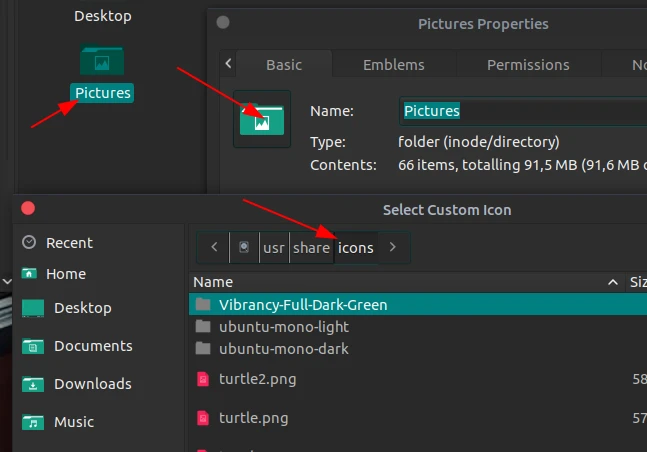 Desktop
Pictures
Pictures Properties
Basic
Emblems
Permissions
Name:
Pictures
Type:
folder (inode/directory)
Contents:
66 items, totalling 91,5 MB (91,6 MB
Select Custom Icon
Recent
Home
Desktop
Documents
Downloads
Music
usr
share
icons
Name
Vibrancy-Full-Dark-Green
ubuntu-mono-light
ubuntu-mono-dark
turtle2.png
58
turtle.png
57